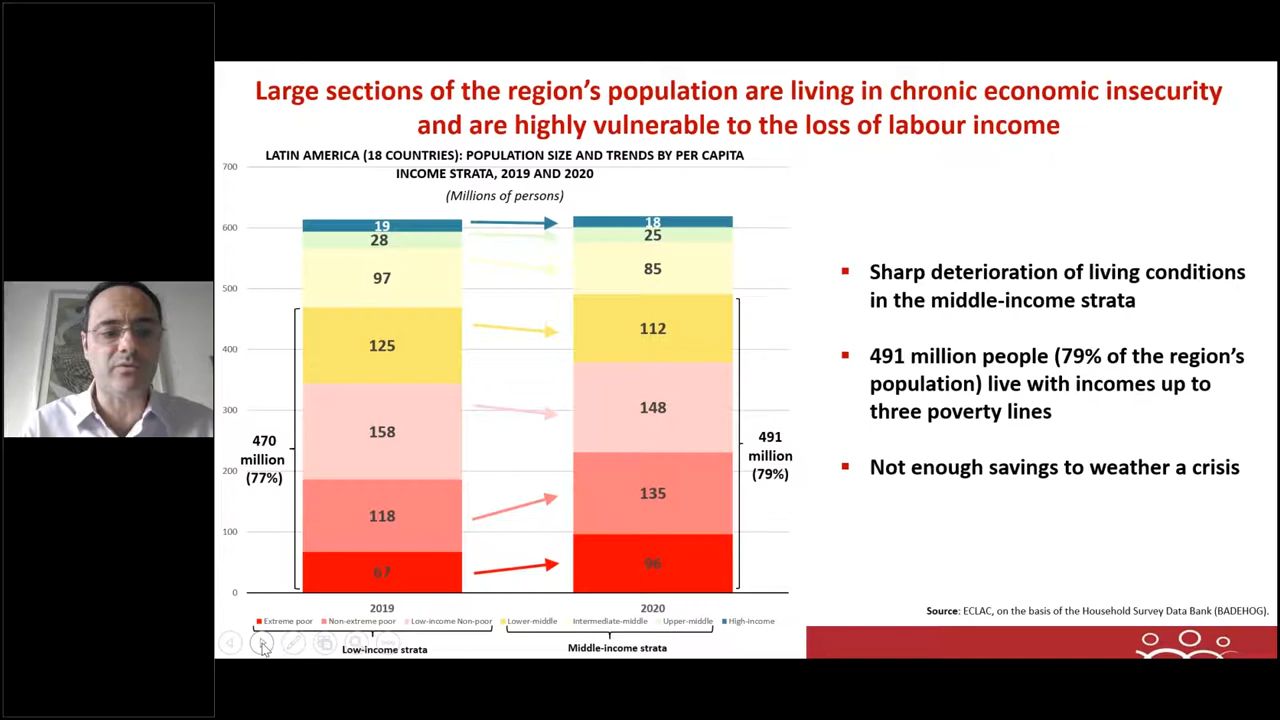 Large sections of the region's population are living in chronic economic insecurity
and are highly vulnerable to the loss of labour income
LATIN AMERICA (18 COUNTRIES): POPULATION SIZE AND TRENDS BY PER CAPITA
INCOME STRATA, 2019 AND 2020
(Millions of persons)
700
600
500
400
300
200
100
0
19
28
97
125
158
118
67
470
million
(77%)
18
25
85
112
148
135
96
491
million
(79%)
2019
2020
Extreme poor
Non-extreme poor
Low-income Non-poor
Lower-middle
Intermediate-middle
Upper-middle
High-income
Low-income strata
Middle-income strata
▪ Sharp deterioration of living conditions
in the middle-income strata
▪ 491 million people (79% of the region's
population) live with incomes up to
three poverty lines
▪ Not enough savings to weather a crisis
Source: ECLAC, on the basis of the Household Survey Data Bank (BADEHOG).